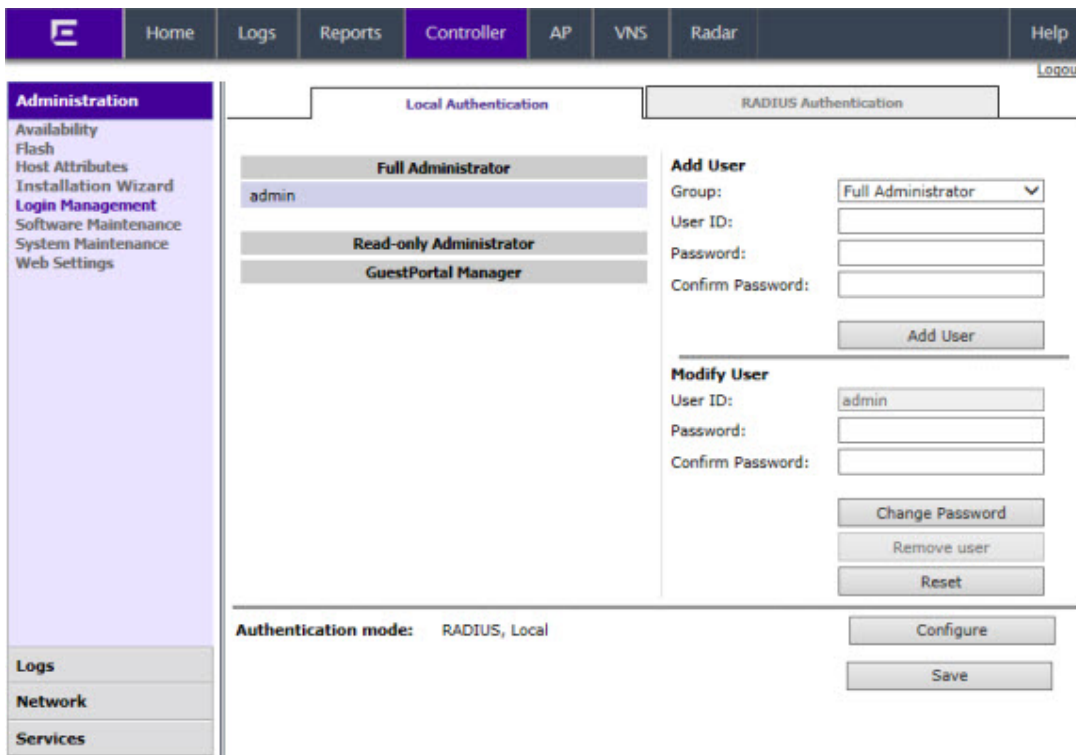 Home Logs Reports Controller AP VNS Radar Help
Logou
Administration
Availability
Flash
Host Attributes
Installation Wizard
Login Management
Software Maintenance
System Maintenance
Web Settings
Logs
Network
Services
Local Authentication RADIUS Authentication
Full Administrator
admin
Read-only Administrator
GuestPortal Manager
Add User
Group: Full Administrator
User ID:
Password:
Confirm Password:
Add User
Modify User
User ID: admin
Password:
Confirm Password:
Change Password
Remove user
Reset
Authentication mode: RADIUS, Local Configure
Save